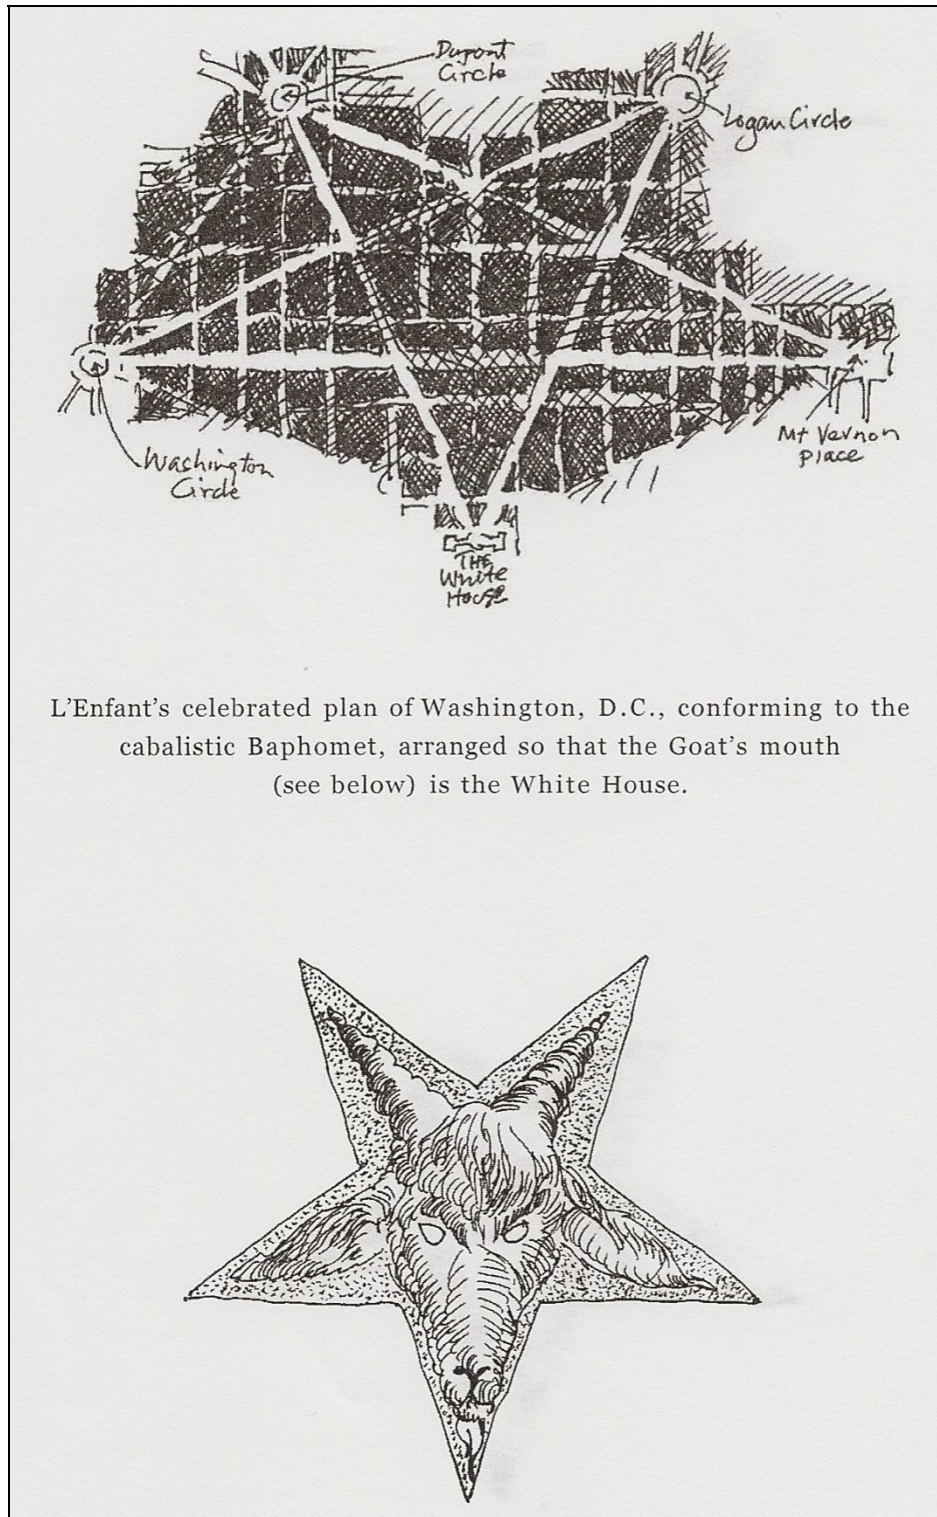 Dupont
Circle
Logan Circle
Washington
Circle
Mt Vernon
place
THE
White
House
L'Enfant's celebrated plan of Washington, D.C., conforming to the
cabalistic Baphomet, arranged so that the Goat's mouth
(see below) is the White House.